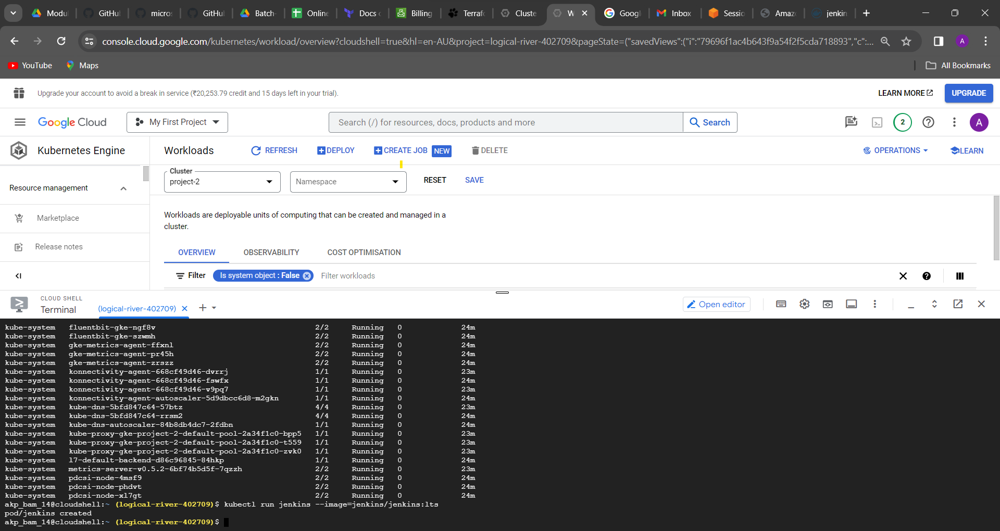 Modu
GitHu
micros
GitHu
Batch-
Online
Docs
Billing
Terraf
Cluste
W
Googl
Inbox
Sessio
Amaz
jenkin
console.cloud.google.com/kubernetes/workload/overview?cloudshell=true&hl=en-AU&project=logical-river-402709&pageState=("savedViews":("i":"79696f1ac4b643f9a54f2f5cda718893","c":...
A
YouTube
Maps
All Bookmarks
Upgrade your account to avoid a break in service (₹20,253.79 credit and 15 days left in your trial).
LEARN MORE
UPGRADE
Google Cloud
My First Project
Search (/) for resources, docs, products and more
Search
2
A
Kubernetes Engine
Workloads
REFRESH
DEPLOY
CREATE JOB NEW
DELETE
OPERATIONS
LEARN
Resource management
Marketplace
Release notes
Cluster
project-2
Namespace
RESET
SAVE
Workloads are deployable units of computing that can be created and managed in a
cluster.
OVERVIEW
OBSERVABILITY
COST OPTIMISATION
Filter
Is system object : False
Filter workloads
CLOUD SHELL
Terminal
(logical-river-402709)
Open editor
kube-system fluentbit-gke-ngf8v 2/2 Running 0 24m
kube-system fluentbit-gke-szwmh 2/2 Running 0 24m
kube-system gke-metrics-agent-ffxnl 2/2 Running 0 24m
kube-system gke-metrics-agent-pr45h 2/2 Running 0 24m
kube-system gke-metrics-agent-zrszz 2/2 Running 0 24m
kube-system konnectivity-agent-668cf49d46-dvrrj 1/1 Running 0 23m
kube-system konnectivity-agent-668cf49d46-fswfx 1/1 Running 0 24m
kube-system konnectivity-agent-668cf49d46-v9pq7 1/1 Running 0 23m
kube-system konnectivity-agent-autoscaler-5d9dbcc6d8-m2gkn 1/1 Running 0 24m
kube-system kube-dns-5bfd847c64-57btz 4/4 Running 0 23m
kube-system kube-dns-5bfd847c64-rrsm2 4/4 Running 0 24m
kube-system kube-dns-autoscaler-84b8db4dc7-2fdbn 1/1 Running 0 24m
kube-system kube-proxy-gke-project-2-default-pool-2a34f1c0-bpp5 1/1 Running 0 23m
kube-system kube-proxy-gke-project-2-default-pool-2a34f1c0-t559 1/1 Running 0 23m
kube-system kube-proxy-gke-project-2-default-pool-2a34f1c0-zvk0 1/1 Running 0 23m
kube-system l7-default-backend-d86c96845-84hkp 1/1 Running 0 24m
kube-system metrics-server-v0.5.2-6bf74b5d5f-7qzzh 2/2 Running 0 23m
kube-system pdcsi-node-4msf9 2/2 Running 0 24m
kube-system pdcsi-node-phdvt 2/2 Running 0 24m
kube-system pdcsi-node-xl7gt 2/2 Running 0 24m
akp_bam_14@cloudshell:~ (logical-river-402709)$ kubectl run jenkins --image=jenkins/jenkins:lts
pod/jenkins created
akp_bam_14@cloudshell:~ (logical-river-402709)$